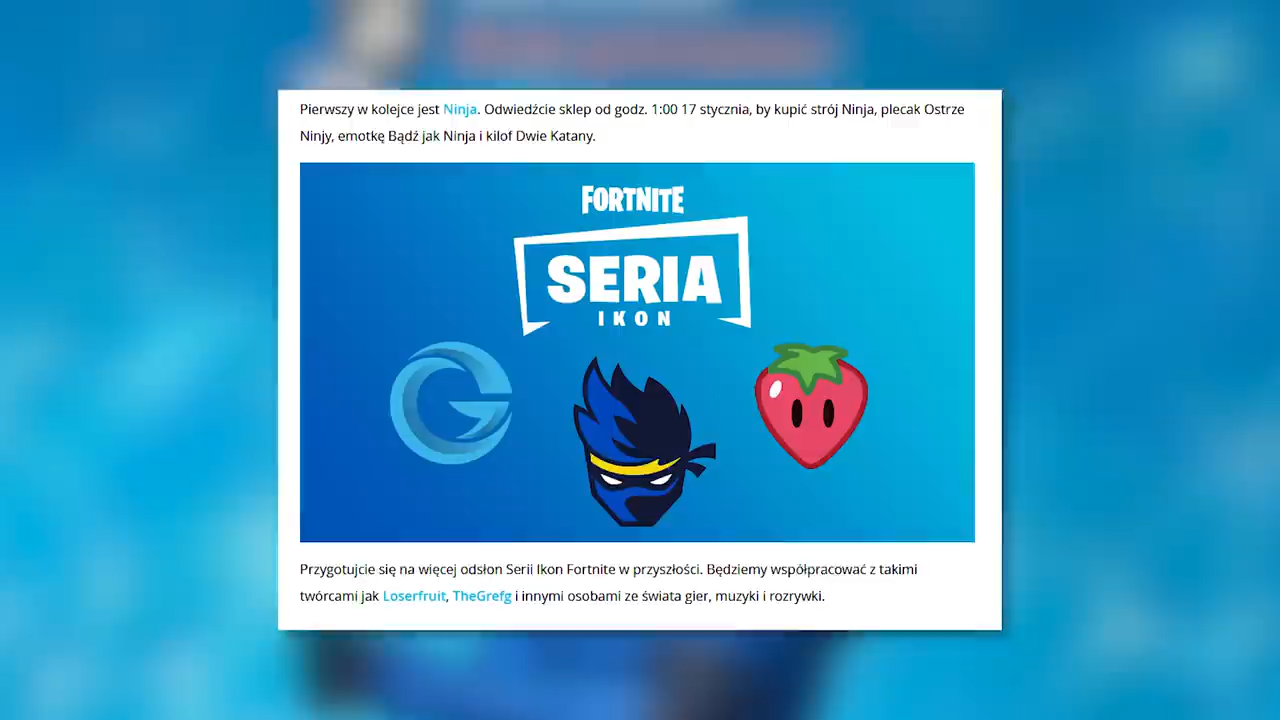 Pierwszy w kolejce jest Ninja. Odwiedźcie sklep od godz. 1:00 17 stycznia, by kupić strój Ninja, plecak Ostrze
Ninjy, emotkę Bądź jak Ninja i kilof Dwie Katany.
FORTNITE
SERIA
IKON
Przygotujcie się na więcej odsłon Serii Ikon Fortnite w przyszłości. Będziemy współpracować z takimi
twórcami jak Loserfruit, TheGrefg i innymi osobami ze świata gier, muzyki i rozrywki.